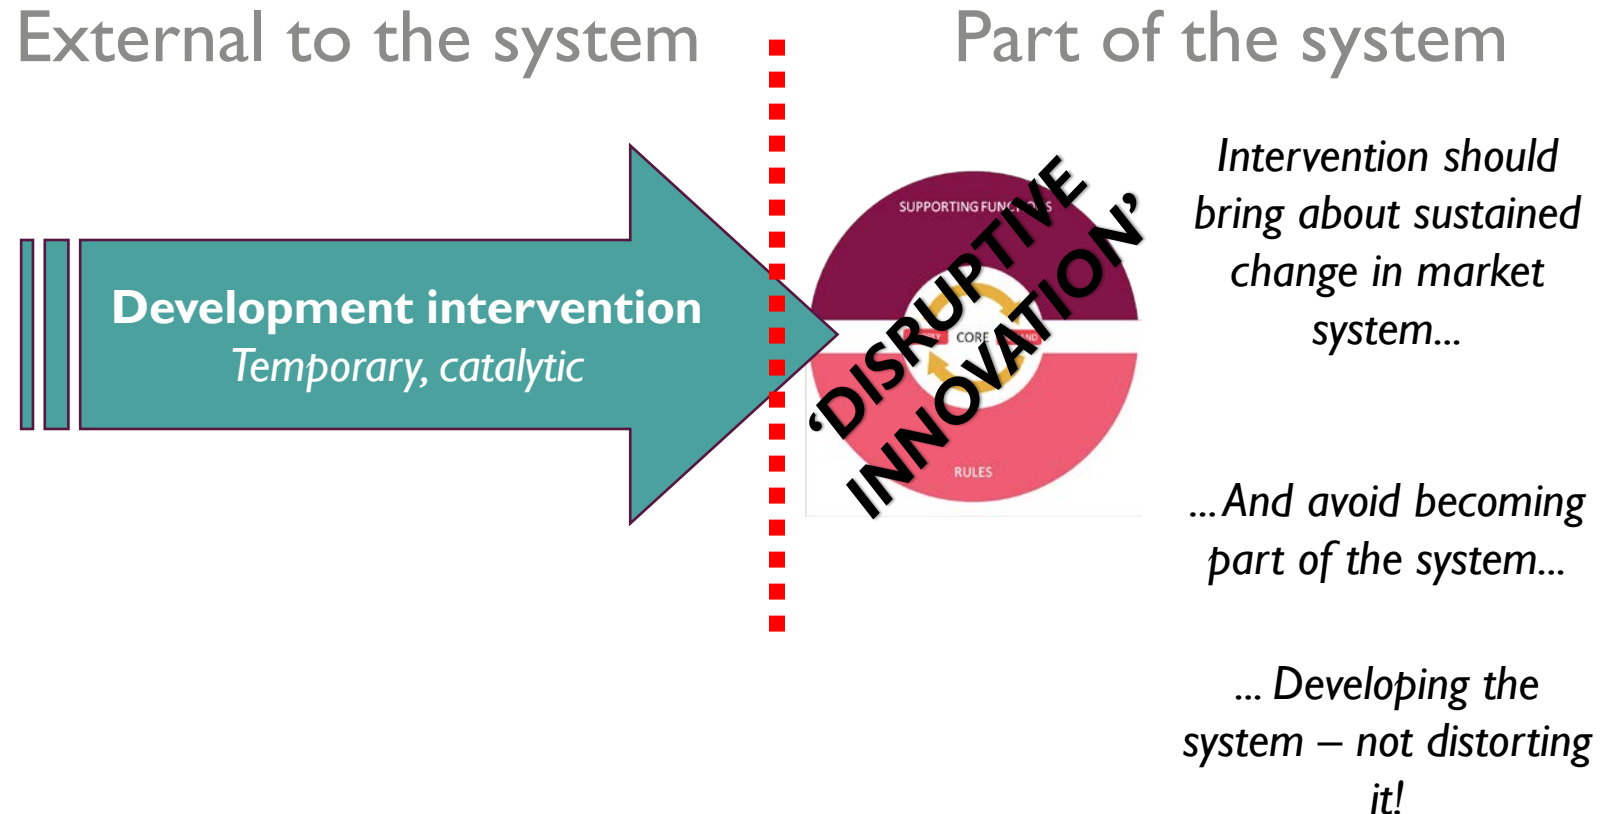 External to the system
Part of the system
Development intervention
Temporary, catalytic
SUPPORTING FUNCTIONS
CORE
RULES
‘DISRUPTIVE
INNOVATION’
Intervention should
bring about sustained
change in market
system...
...And avoid becoming
part of the system...
... Developing the
system – not distorting
it!